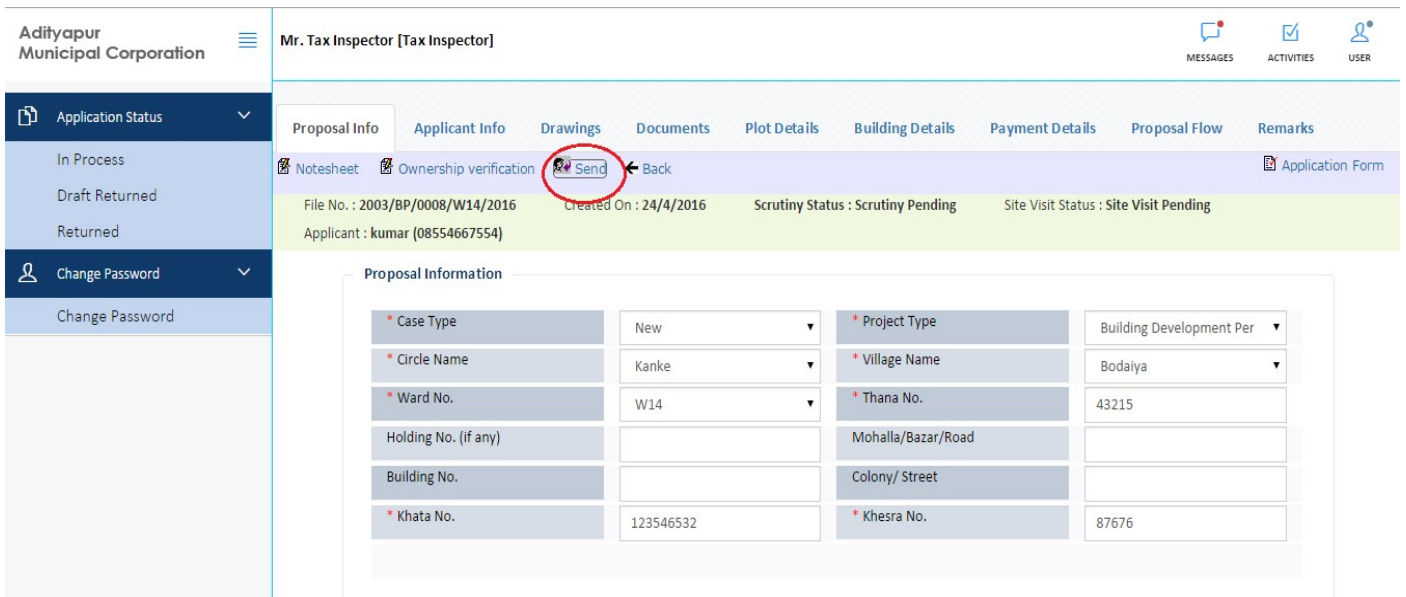 Adityapur
Municipal Corporation
Mr. Tax Inspector [Tax Inspector]
MESSAGES ACTIVITIES USER
Application Status
In Process
Draft Returned
Returned
Change Password
Change Password
Proposal Info Applicant Info Drawings Documents Plot Details Building Details Payment Details Proposal Flow Remarks
Notesheet Ownership verification Send Back Application Form
File No. : 2003/BP/0008/W14/2016 Created On : 24/4/2016 Scrutiny Status : Scrutiny Pending Site Visit Status : Site Visit Pending
Applicant : kumar (08554667554)
Proposal Information
* Case Type New * Project Type Building Development Per
* Circle Name Kanke * Village Name Bodaiya
* Ward No. W14 * Thana No. 43215
Holding No. (if any) Mohalla/Bazar/Road
Building No. Colony/ Street
* Khata No. 123546532 * Khesra No. 87676